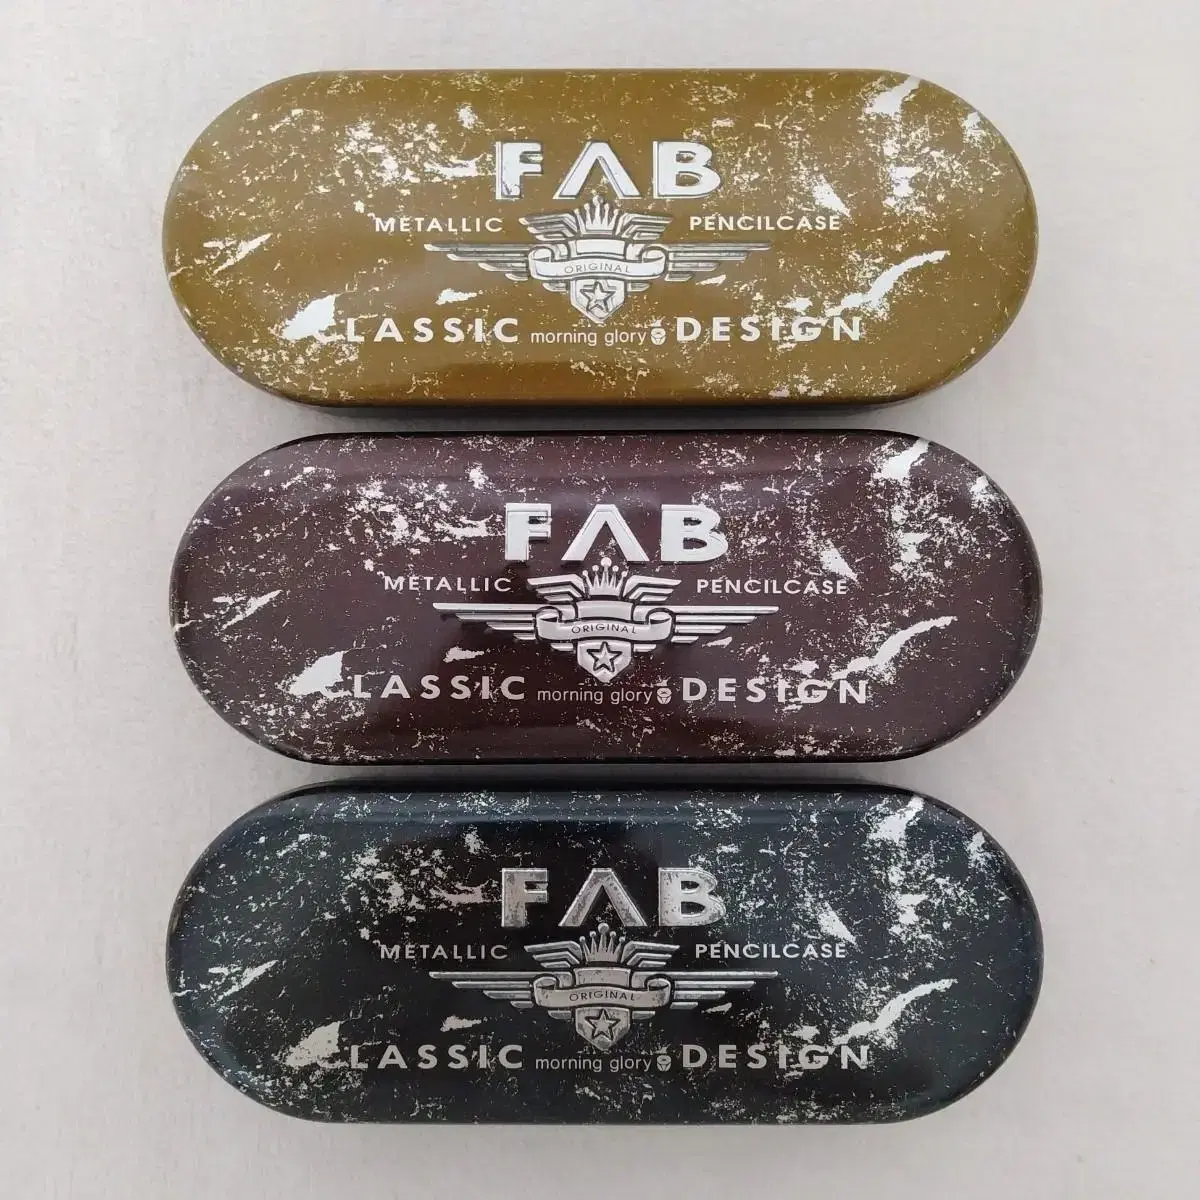 FAB
METALLIC PENCILCASE
ORIGINAL
CLASSIC morning glory DESIGN
FAB
METALLIC PENCILCASE
ORIGINAL
CLASSIC morning glory DESIGN
FAB
METALLIC PENCILCASE
ORIGINAL
CLASSIC morning glory DESIGN